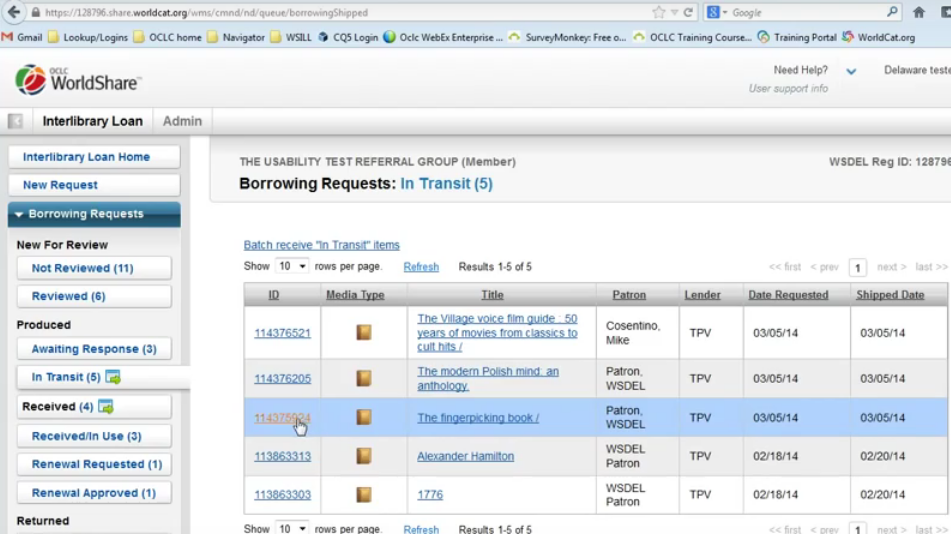 https://128796.share.worldcat.org/wms/cmnd/nd/queue/borrowingShipped
Google
Gmail Lookup/Logins OCLC home Navigator WSILL CQ5 Login Oclc WebEx Enterprise ... SurveyMonkey: Free o... OCLC Training Course... Training Portal WorldCat.org
OCLC
WorldShare™
Need Help?
Delaware teste
User support info
Interlibrary Loan Admin
Interlibrary Loan Home
New Request
Borrowing Requests
New For Review
Not Reviewed (11)
Reviewed (6)
Produced
Awaiting Response (3)
In Transit (5)
Received (4)
Received/In Use (3)
Renewal Requested (1)
Renewal Approved (1)
Returned
THE USABILITY TEST REFERRAL GROUP (Member)
WSDEL Reg ID: 128796
Borrowing Requests: In Transit (5)
Batch receive "In Transit" items
Show 10 rows per page. Refresh Results 1-5 of 5
<< first < prev 1 next > last >>
ID Media Type Title Patron Lender Date Requested Shipped Date
114376521 The Village voice film guide : 50 years of movies from classics to cult hits / Cosentino, Mike TPV 03/05/14 03/05/14
114376205 The modern Polish mind: an anthology. Patron, WSDEL TPV 03/05/14 03/05/14
The fingerpicking book / Patron, WSDEL TPV 03/05/14 03/05/14
113863313 Alexander Hamilton WSDEL Patron TPV 02/18/14 02/20/14
113863303 1776 WSDEL Patron TPV 02/18/14 02/20/14
Show 10 rows per page. Refresh Results 1-5 of 5
<< first < prev 1 next > last >>